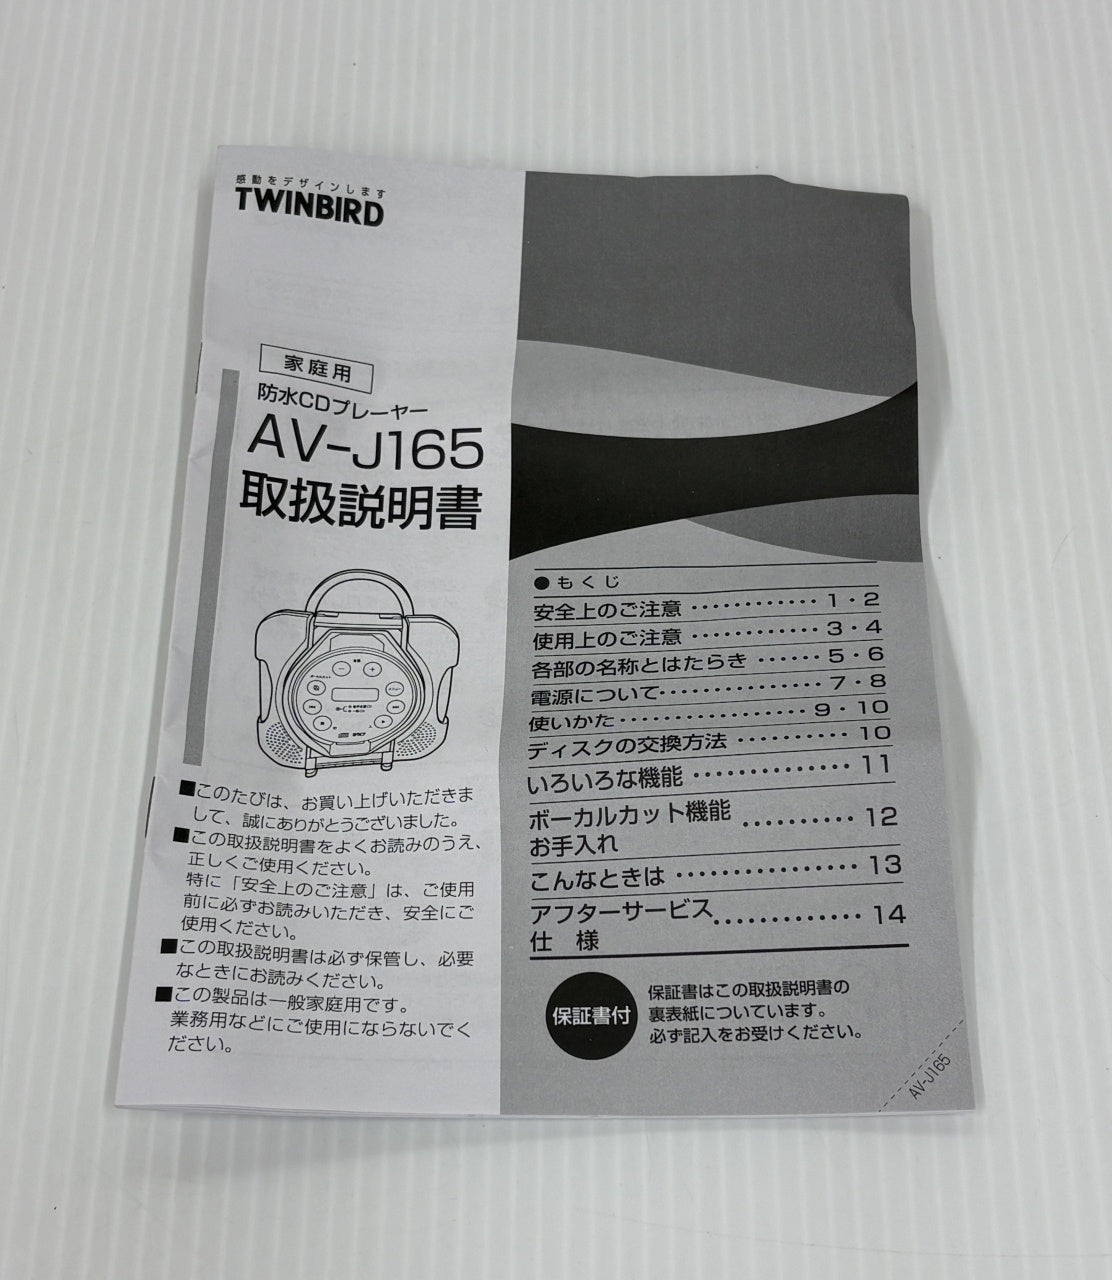 感動をデザインします
TWINBIRD
家庭用
防水CDプレーヤー
AV-J165
取扱説明書
■このたびは、お買い上げいただきま
して、誠にありがとうございました。
■この取扱説明書をよくお読みのうえ、
正しくご使用ください。
特に「安全上のご注意」は、ご使用
前に必ずお読みいただき、安全にご
使用ください。
■この取扱説明書は必ず保管し、必要
なときにお読みください。
■この製品は一般家庭用です。
業務用などにご使用にならないでく
ださい。
●もくじ
安全上のご注意 ･････････････ 1・2
使用上のご注意 ･････････････ 3・4
各部の名称とはたらき ･･････ 5・6
電源について･･･････････････ 7・8
使いかた･･････････････････ 9・10
ディスクの交換方法 ･･････････ 10
いろいろな機能 ･･････････････ 11
ボーカルカット機能
お手入れ ･･････････ 12
こんなときは ････････････････ 13
アフターサービス
仕　様 ･････････････ 14
保証書付
保証書はこの取扱説明書の
裏表紙についています。
必ず記入をお受けください。
AV-J165